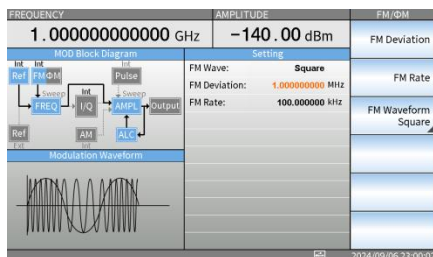 FREQUENCY
AMPLITUDE
FM/ΦM
1.000000000000 GHz
-140.00 dBm
MOD Block Diagram
Int
Int
Int
Ref
FMΦM
Pulse
Sweep
Int
Sweep
FREQ
I/Q
AMPL
Output
Ref
AM
ALC
Ext
Int
Modulation Waveform
Setting
FM Wave: Square
FM Deviation: 1.000000000 MHz
FM Rate: 100.000000 kHz
FM Deviation
FM Rate
FM Waveform
Square
2024/09/06 23:00:07